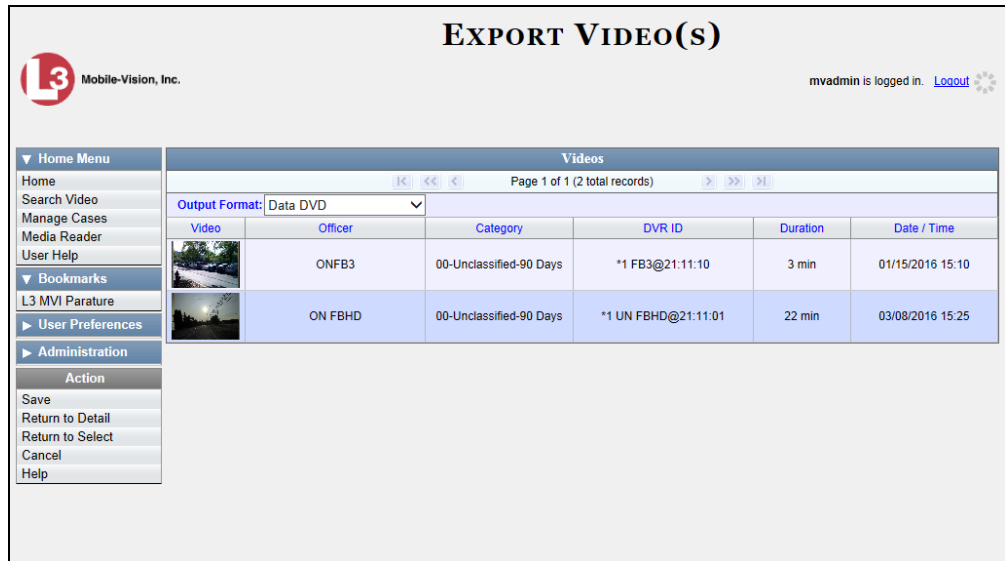 EXPORT VIDEO(S)
L3 Mobile-Vision, Inc.
mvadmin is logged in. Logout
Home Menu
Home
Search Video
Manage Cases
Media Reader
User Help
Bookmarks
L3 MVI Parature
User Preferences
Administration
Action
Save
Return to Detail
Return to Select
Cancel
Help
Videos
Page 1 of 1 (2 total records)
Output Format: Data DVD
Video Officer Category DVR ID Duration Date / Time
ONFB3 00-Unclassified-90 Days *1 FB3@21:11:10 3 min 01/15/2016 15:10
ON FBHD 00-Unclassified-90 Days *1 UN FBHD@21:11:01 22 min 03/08/2016 15:25